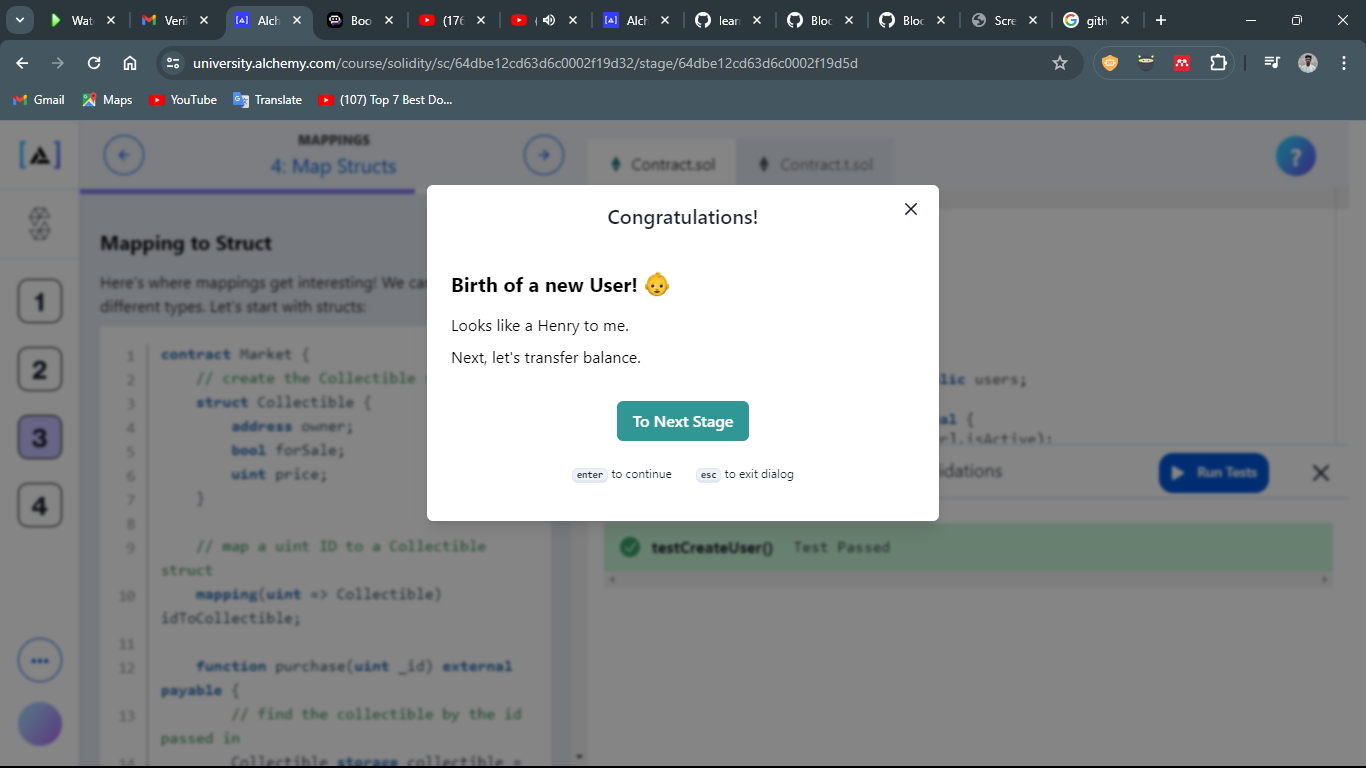 Wat
Veri
Alch
Boo
(176
(
Alc
lear
Bloc
Bloc
Scre
gith
university.alchemy.com/course/solidity/sc/64dbe12cd63d6c0002f19d32/stage/64dbe12cd63d6c0002f19d5d
Gmail
Maps
YouTube
Translate
(107) Top 7 Best Do...
MAPPINGS
4: Map Structs
Contract.sol
Contract.t.sol
?
1
2
3
4
Mapping to Struct
Here's where mappings get interesting! We ca
different types. Let's start with structs:
1 contract Market {
2 // create the Collectible
3 struct Collectible {
4 address owner;
5 bool forSale;
6 uint price;
7 }
8
9 // map a uint ID to a Collectible
struct
10 mapping(uint => Collectible)
idToCollectible;
11
12 function purchase(uint _id) external
payable {
13 // find the collectible by the id
passed in
14 Collectible storage collectible =
Congratulations!
Birth of a new User!
Looks like a Henry to me.
Next, let's transfer balance.
To Next Stage
enter to continue
esc to exit dialog
lic users;
al {
rl.isActive);
idations
Run Tests
testCreateUser() Test Passed